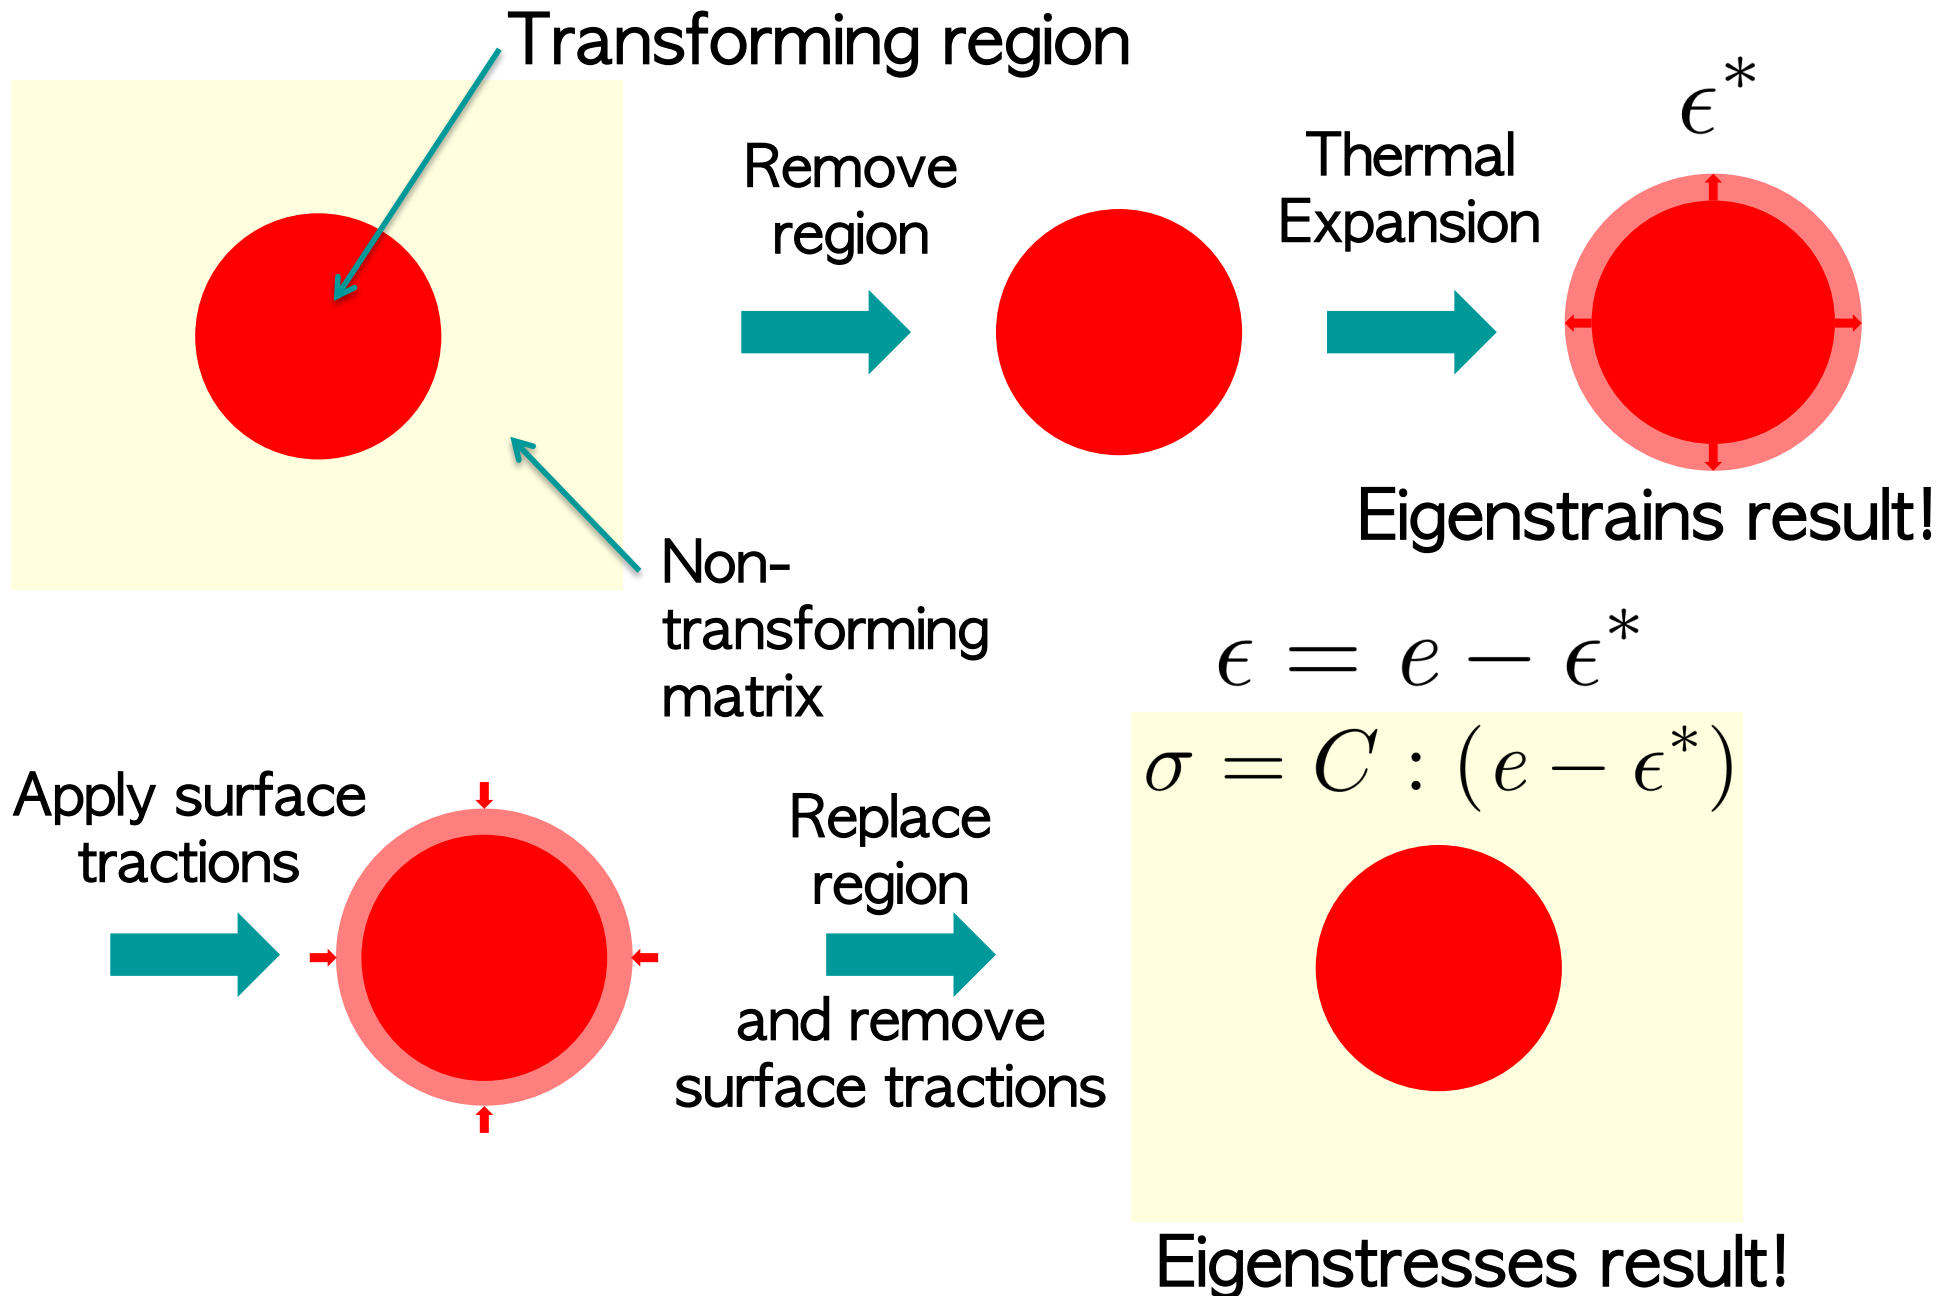 Transforming region
Remove
region
Thermal
Expansion
ϵ*
Eigenstrains result!
Non-
transforming
matrix
ϵ = e − ϵ*
σ = C : (e − ϵ*)
Apply surface
tractions
Replace
region
and remove
surface tractions
Eigenstresses result!